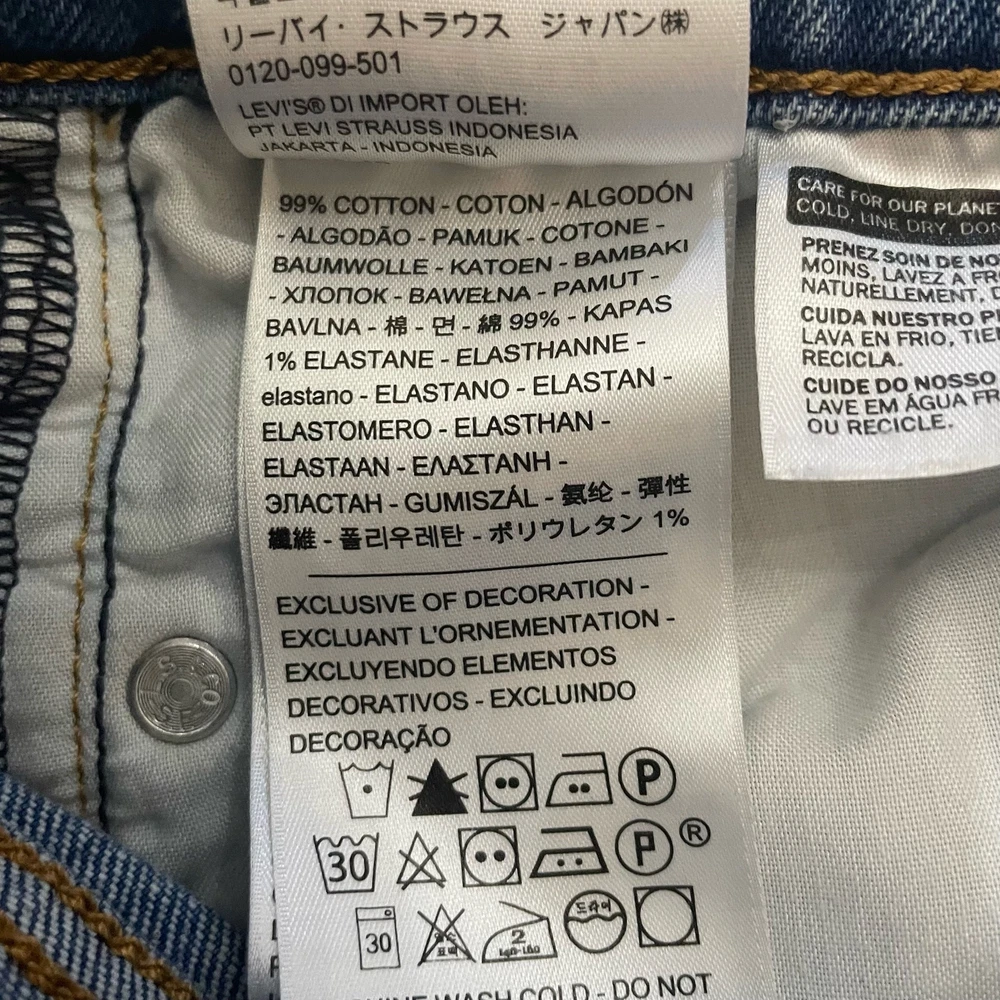 リーバイ・ストラウス ジャパン㈱
0120-099-501
LEVI'S® DI IMPORT OLEH:
PT LEVI STRAUSS INDONESIA
JAKARTA - INDONESIA
99% COTTON - COTON - ALGODÓN
- ALGODÃO - PAMUK - COTONE -
BAUMWOLLE - KATOEN - BAMBAKI
- ХЛОПОК - BAWEŁNA - PAMUT -
BAVLNA - 棉 - 면 - 綿 99% - KAPAS
1% ELASTANE - ELASTHANNE -
elastano - ELASTANO - ELASTAN -
ELASTOMERO - ELASTHAN -
ELASTAAN - ΕΛΑΣΤΑΝΗ -
ЭЛАСТАН - GUMISZÁL - 氨纶 - 彈性
纖維 - 폴리우레탄 - ポリウレタン 1%
EXCLUSIVE OF DECORATION -
EXCLUANT L'ORNEMENTATION -
EXCLUYENDO ELEMENTOS
DECORATIVOS - EXCLUINDO
DECORAÇÃO
P
30 P ®
30 2 드라이
WASH COLD - DO NOT
CARE FOR OUR PLANE
COLD, LINE DRY, DON
PRENEZ SOIN DE NO
MOINS, LAVEZ A FR
NATURELLEMENT, D
CUIDA NUESTRO P
LAVA EN FRIO, TIE
RECICLA.
CUIDE DO NOSSO
LAVE EM ÁGUA FR
OU RECICLE.